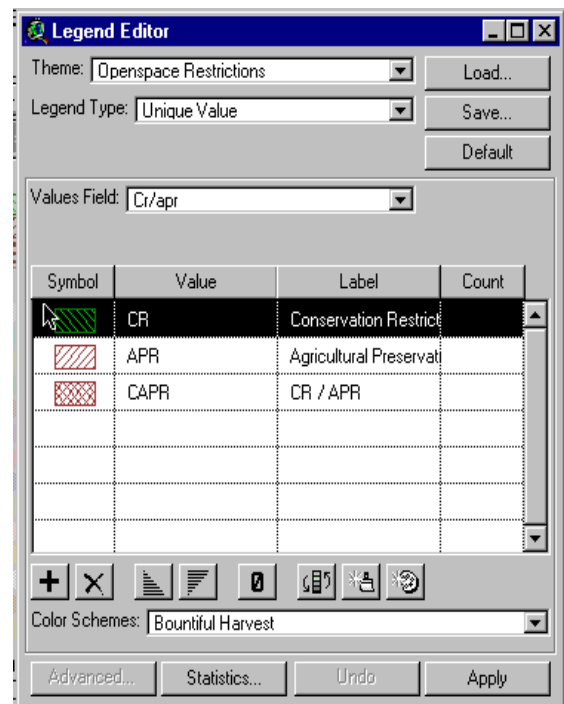 Legend Editor
Theme: Openspace Restrictions
Load...
Legend Type: Unique Value
Save...
Default
Values Field: Cr/apr
Symbol Value Label Count
CR Conservation Restrict
APR Agricultural Preservati
CAPR CR / APR
Color Schemes: Bountiful Harvest
Advanced... Statistics... Undo Apply